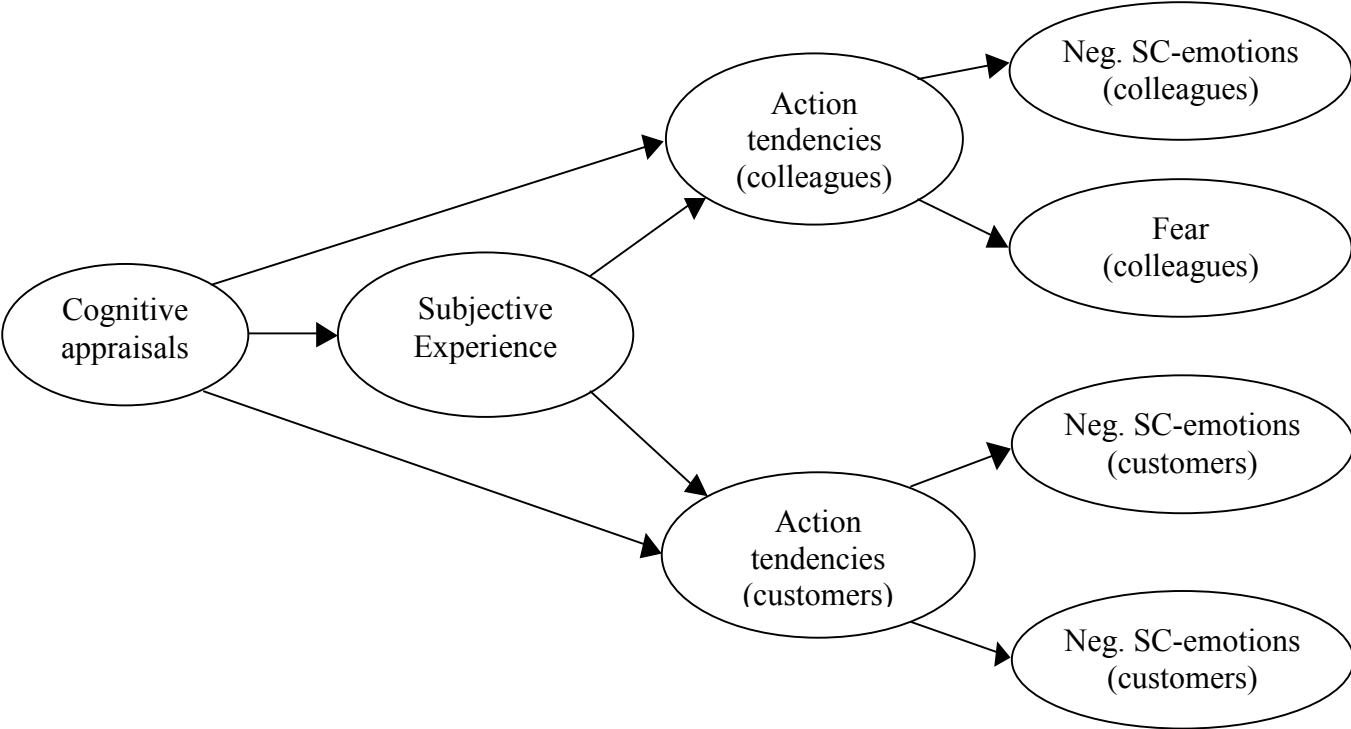 Neg. SC-emotions
(colleagues)
Action
tendencies
(colleagues)
Fear
(colleagues)
Cognitive
appraisals
Subjective
Experience
Neg. SC-emotions
(customers)
Action
tendencies
(customers)
Neg. SC-emotions
(customers)